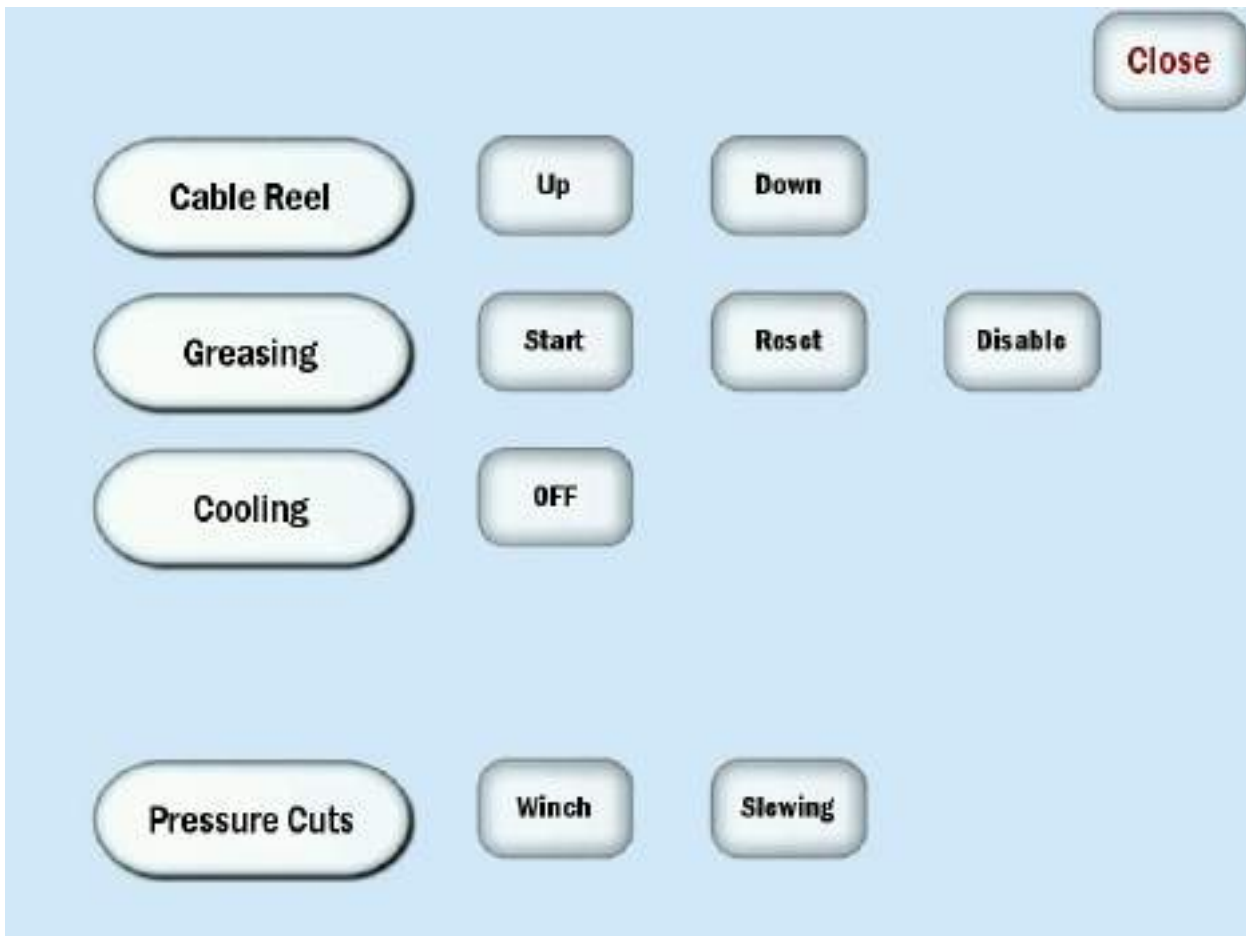 Close
Cable Reel Up Down
Greasing Start Reset Disable
Cooling OFF
Pressure Cuts Winch Slewing